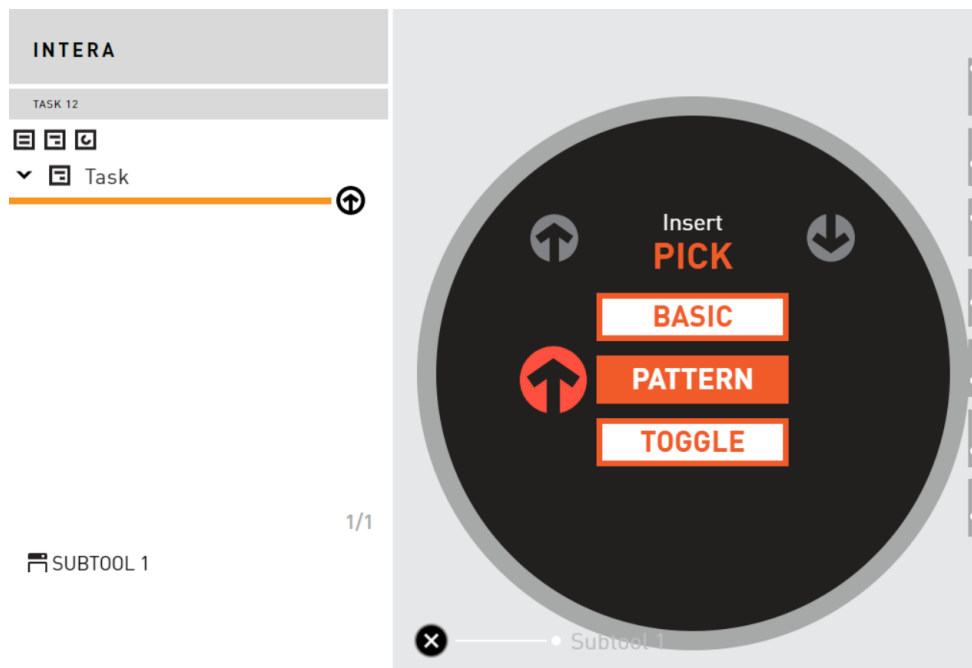 INTERA
TASK 12
Task
1/1
SUBTOOL 1
Insert
PICK
BASIC
PATTERN
TOGGLE
Subtool 1